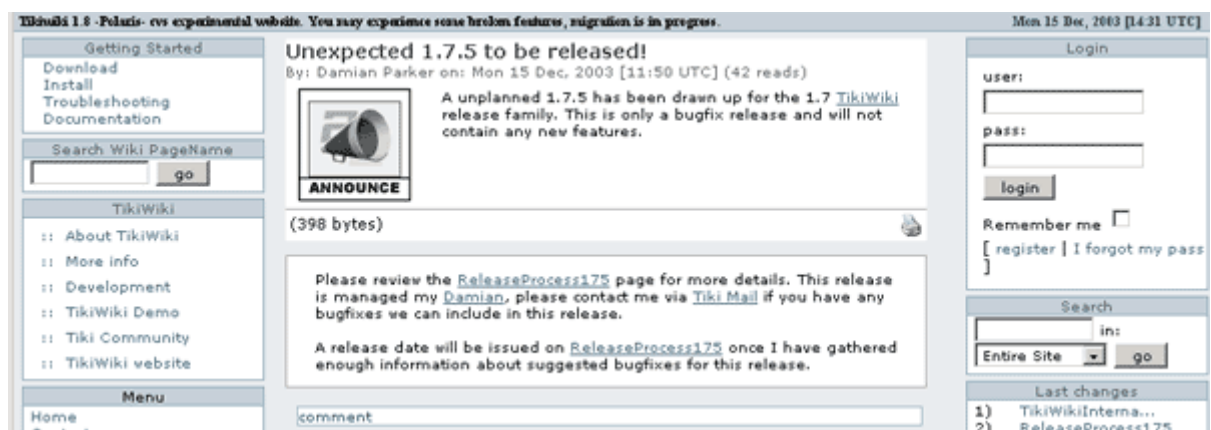 Tikiwiki 1.8 -Polaris- cvs experimental website. You may experience some broken features, migration is in progress.
Mon 15 Dec, 2003 [14:31 UTC]
Getting Started
Download
Install
Troubleshooting
Documentation
Search Wiki PageName
go
TikiWiki
:: About TikiWiki
:: More info
:: Development
:: TikiWiki Demo
:: Tiki Community
:: TikiWiki website
Menu
Home
Unexpected 1.7.5 to be released!
By: Damian Parker on: Mon 15 Dec, 2003 [11:50 UTC] (42 reads)
A unplanned 1.7.5 has been drawn up for the 1.7 TikiWiki
release family. This is only a bugfix release and will not
contain any new features.
ANNOUNCE
(398 bytes)
Please review the ReleaseProcess175 page for more details. This release
is managed my Damian, please contact me via Tiki Mail if you have any
bugfixes we can include in this release.
A release date will be issued on ReleaseProcess175 once I have gathered
enough information about suggested bugfixes for this release.
comment
Login
user:
pass:
login
Remember me
[ register | I forgot my pass
]
Search
in:
Entire Site
go
Last changes
1) TikiWikiInterna...
2) ReleaseProcess175